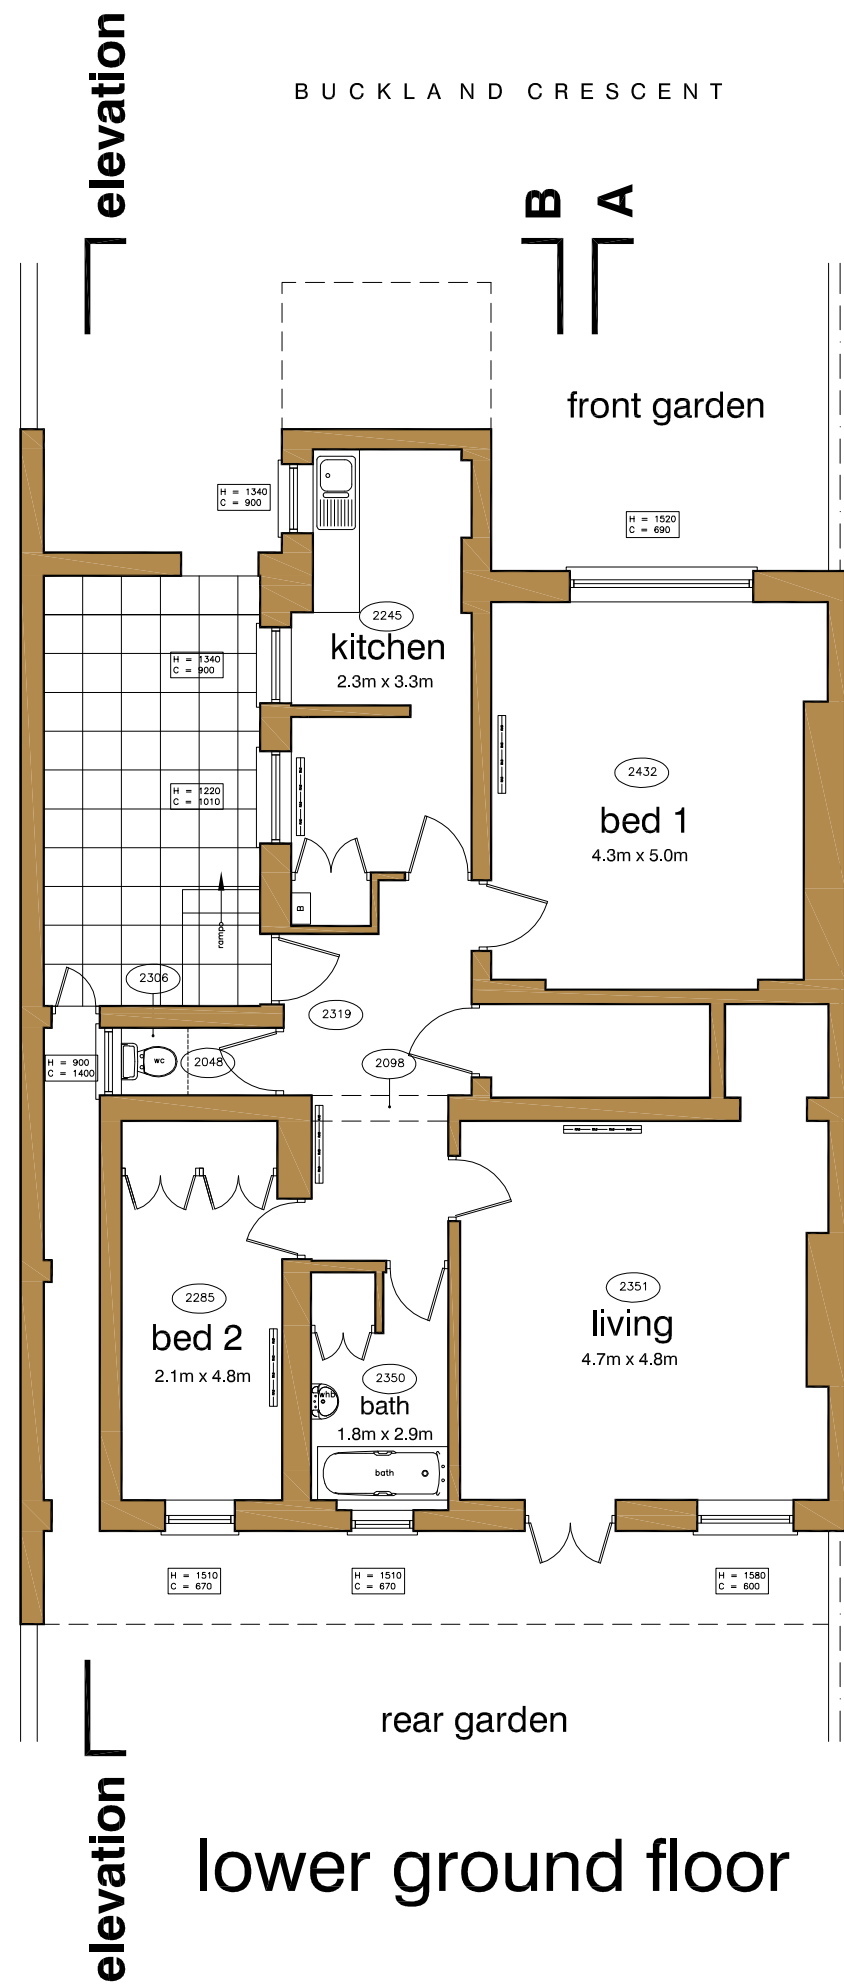 elevation
BUCKLAND CRESCENT
B
A
front garden
H = 1340
C = 900
H = 1520
C = 690
2245
kitchen
2.3m x 3.3m
H = 1340
C = 900
2432
H = 1220
C = 1010
bed 1
4.3m x 5.0m
B
ramp
2306
2319
WC
2048
2098
H = 900
C = 1400
2285
bed 2
2.1m x 4.8m
2351
living
4.7m x 4.8m
2350
whb
bath
1.8m x 2.9m
bath
H = 1510
C = 670
H = 1510
C = 670
H = 1580
C = 600
rear garden
elevation
lower ground floor